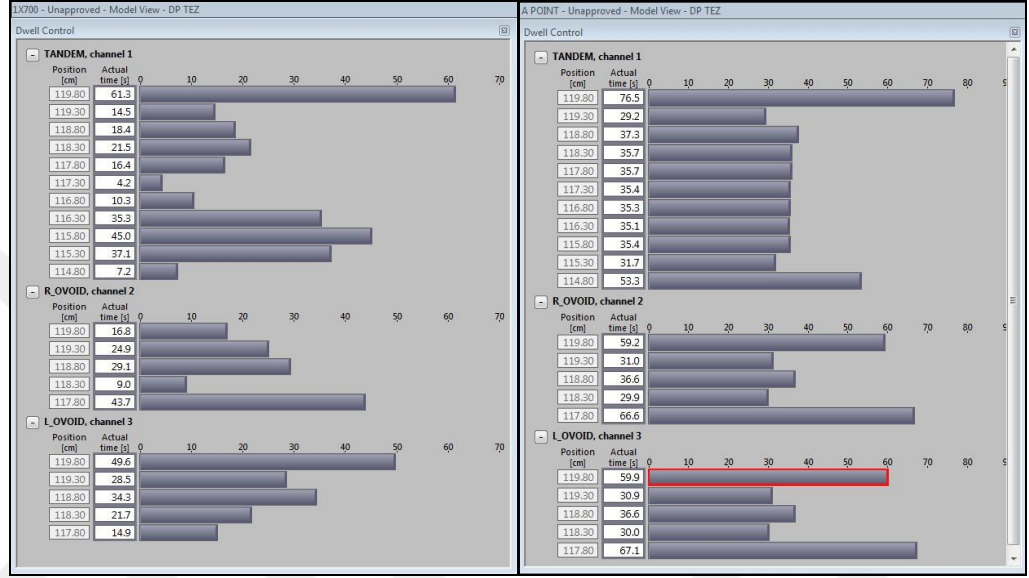 1X700 - Unapproved - Model View - DP TEZ
Dwell Control
- TANDEM, channel 1
Position [cm] Actual time [s] 0 10 20 30 40 50 60 70
119.80 61.3
119.30 14.5
118.80 18.4
118.30 21.5
117.80 16.4
117.30 4.2
116.80 10.3
116.30 35.3
115.80 45.0
115.30 37.1
114.80 7.2
- R_OVOID, channel 2
Position [cm] Actual time [s] 0 10 20 30 40 50 60 70
119.80 16.8
119.30 24.9
118.80 29.1
118.30 9.0
117.80 43.7
- L_OVOID, channel 3
Position [cm] Actual time [s] 0 10 20 30 40 50 60 70
119.80 49.6
119.30 28.5
118.80 34.3
118.30 21.7
117.80 14.9
A POINT - Unapproved - Model View - DP TEZ
Dwell Control
- TANDEM, channel 1
Position [cm] Actual time [s] 0 10 20 30 40 50 60 70 80 9
119.80 76.5
119.30 29.2
118.80 37.3
118.30 35.7
117.80 35.7
117.30 35.4
116.80 35.3
116.30 35.1
115.80 35.4
115.30 31.7
114.80 53.3
- R_OVOID, channel 2
Position [cm] Actual time [s] 0 10 20 30 40 50 60 70 80 9
119.80 59.2
119.30 31.0
118.80 36.6
118.30 29.9
117.80 66.6
- L_OVOID, channel 3
Position [cm] Actual time [s] 0 10 20 30 40 50 60 70 80 9
119.80 59.9
119.30 30.9
118.80 36.6
118.30 30.0
117.80 67.1